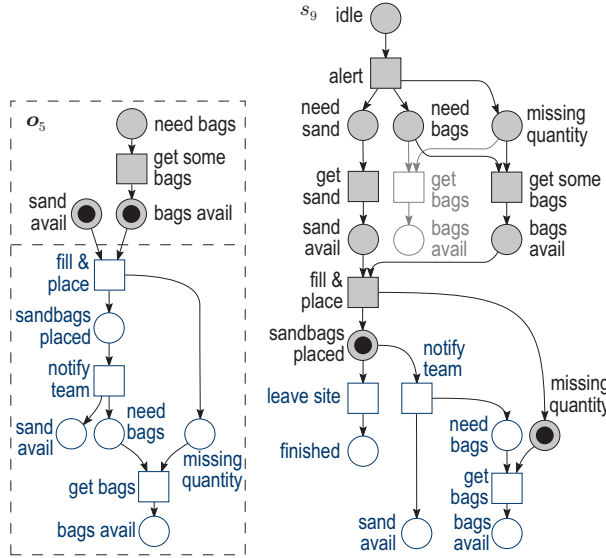 o5
need bags
get some
bags
sand
avail
bags avail
fill &
place
sandbags
placed
notify
team
sand
avail
need
bags
missing
quantity
get bags
bags avail
s9
idle
alert
need
sand
need
bags
missing
quantity
get
sand
get
bags
get some
bags
sand
avail
bags
avail
bags
avail
fill &
place
sandbags
placed
notify
team
leave site
missing
quantity
finished
need
bags
get
bags
sand
avail
bags
avail